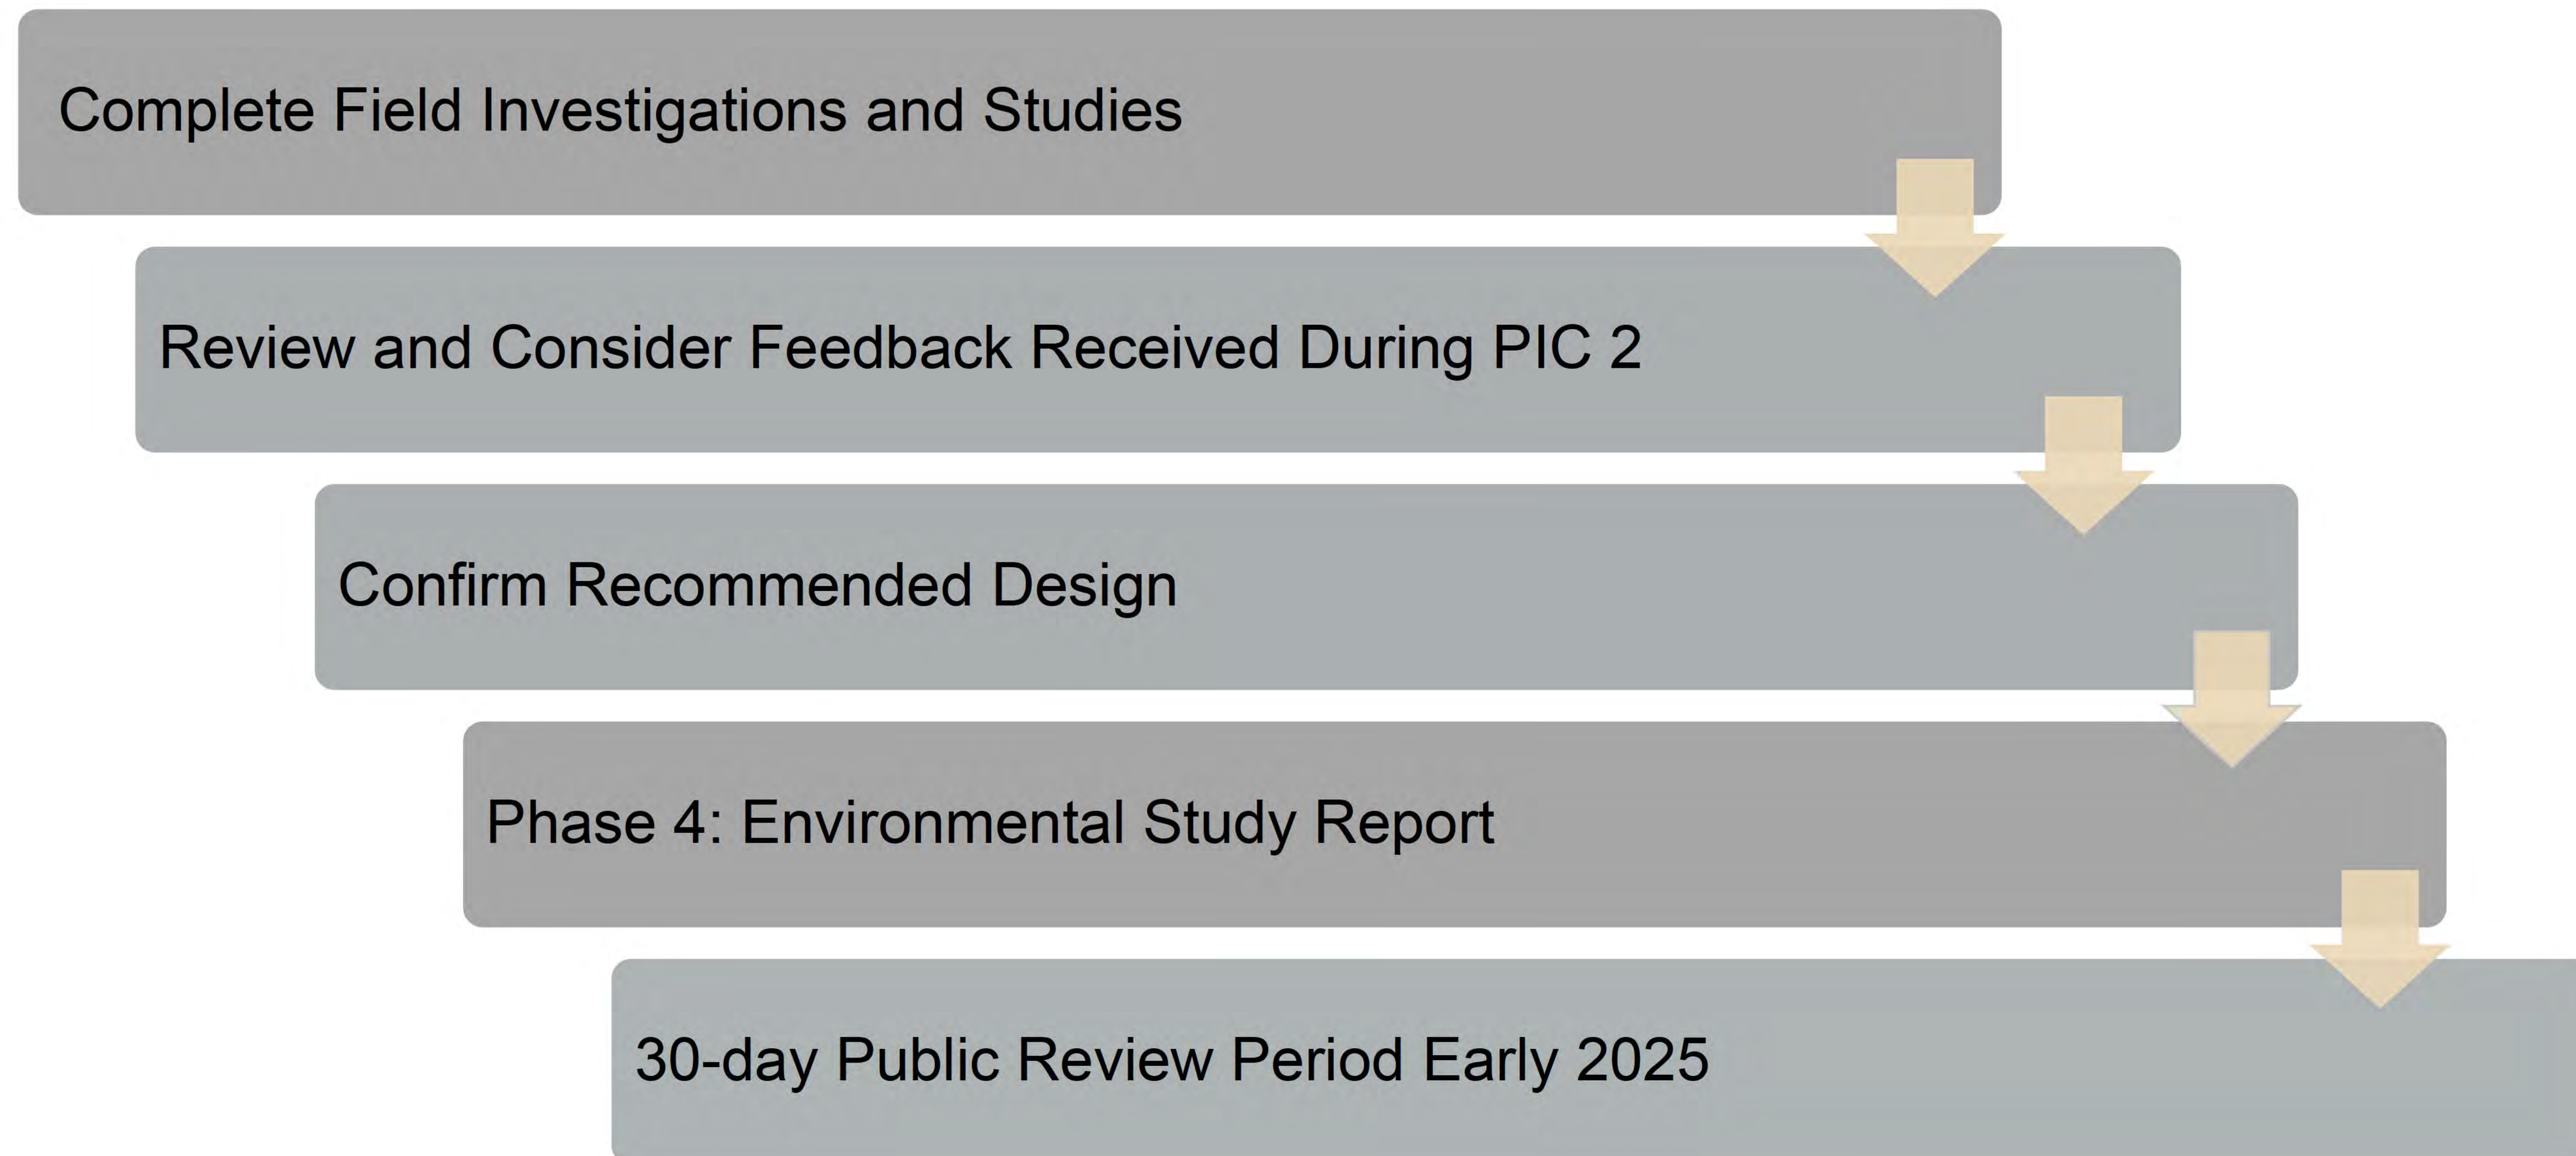 Complete Field Investigations and Studies
Review and Consider Feedback Received During PIC 2
Confirm Recommended Design
Phase 4: Environmental Study Report
30-day Public Review Period Early 2025